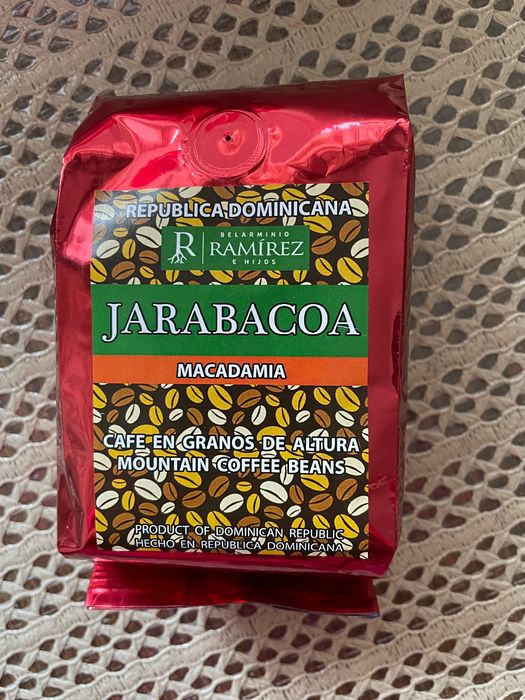 REPUBLICA DOMINICANA
R
BELARMINIO
RAMÍREZ
E HIJOS
JARABACOA
MACADAMIA
CAFE EN GRANOS DE ALTURA
MOUNTAIN COFFEE BEANS
PRODUCT OF DOMINICAN REPUBLIC
HECHO EN REPUBLICA DOMINICANA